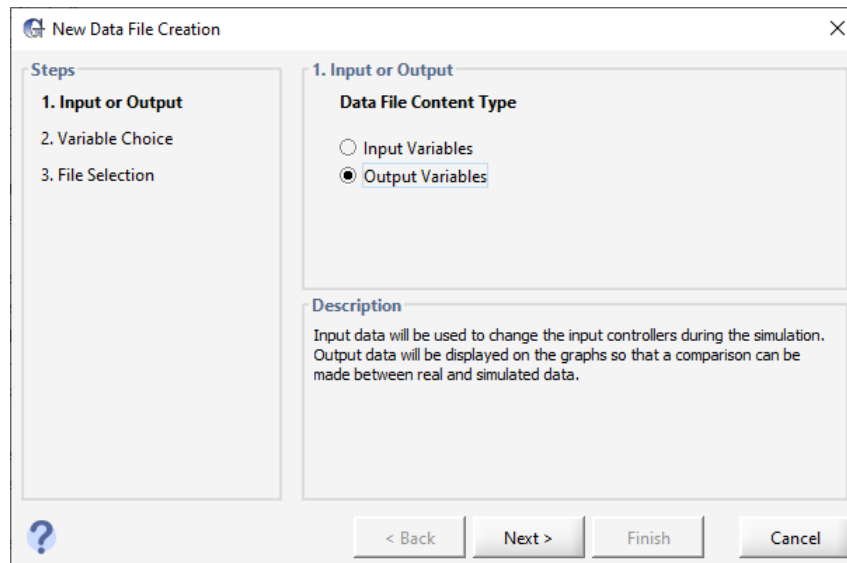 New Data File Creation
Steps
1. Input or Output
2. Variable Choice
3. File Selection
1. Input or Output
Data File Content Type
Input Variables
Output Variables
Description
Input data will be used to change the input controllers during the simulation.
Output data will be displayed on the graphs so that a comparison can be
made between real and simulated data.
?
< Back
Next >
Finish
Cancel